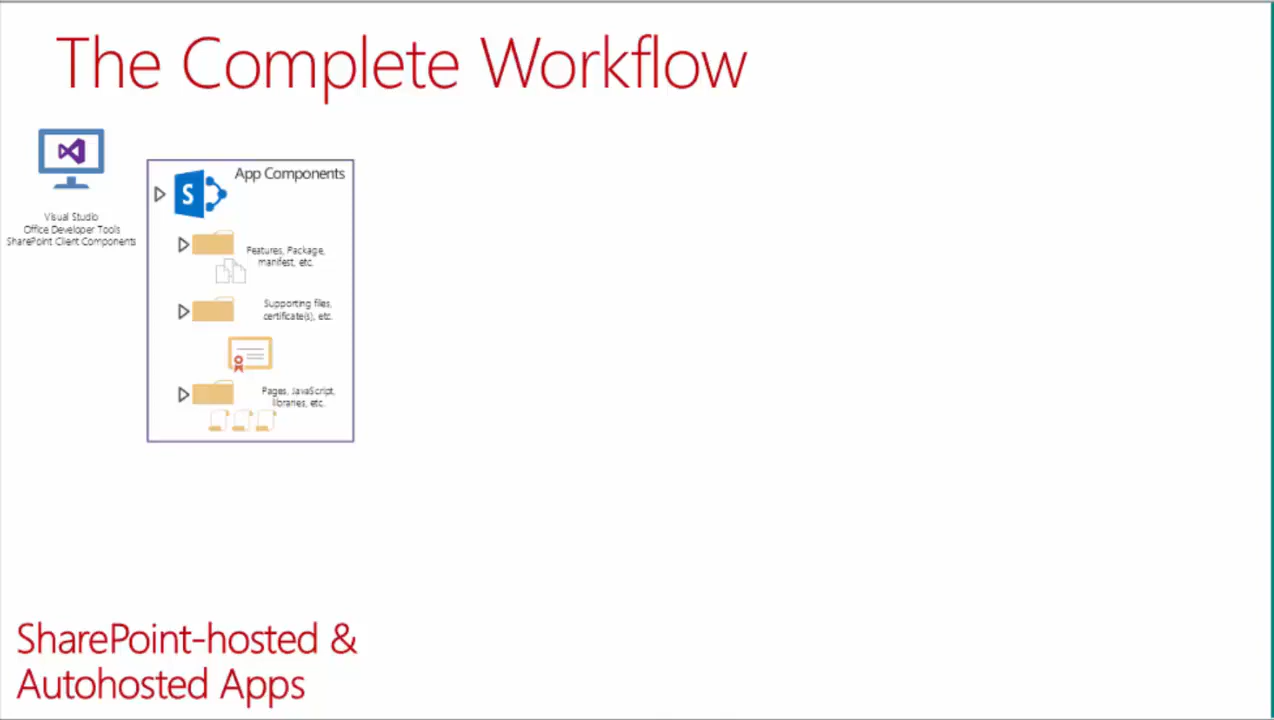 The Complete Workflow
Visual Studio
Office Developer Tools
SharePoint Client Components
App Components
S
Features, Package,
manifest, etc.
Supporting files,
certificate(s), etc.
Pages, JavaScript,
libraries, etc.
SharePoint-hosted &
Autohosted Apps